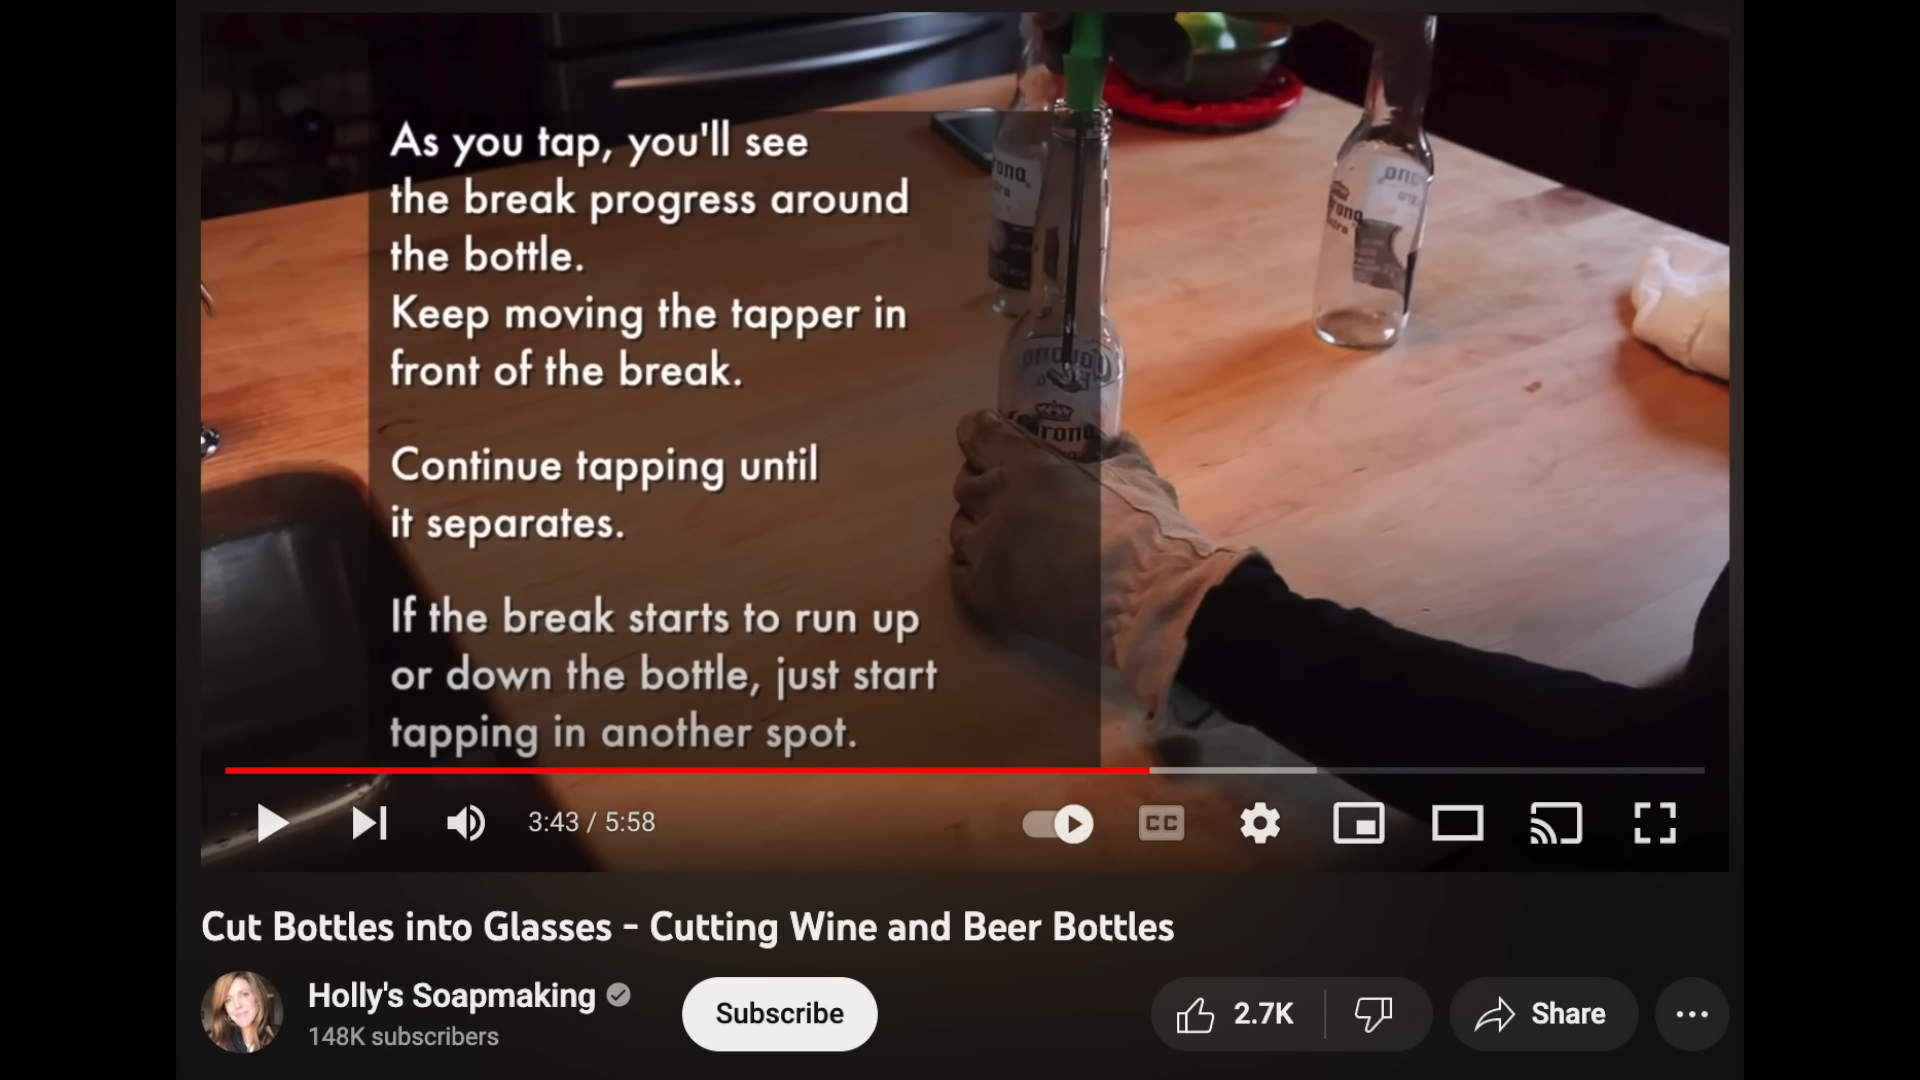 As you tap, you'll see
the break progress around
the bottle.
Keep moving the tapper in
front of the break.
Continue tapping until
it separates.
If the break starts to run up
or down the bottle, just start
tapping in another spot.
Corona
3:43 / 5:58
CC
Cut Bottles into Glasses - Cutting Wine and Beer Bottles
Holly's Soapmaking
148K subscribers
Subscribe
2.7K
Share